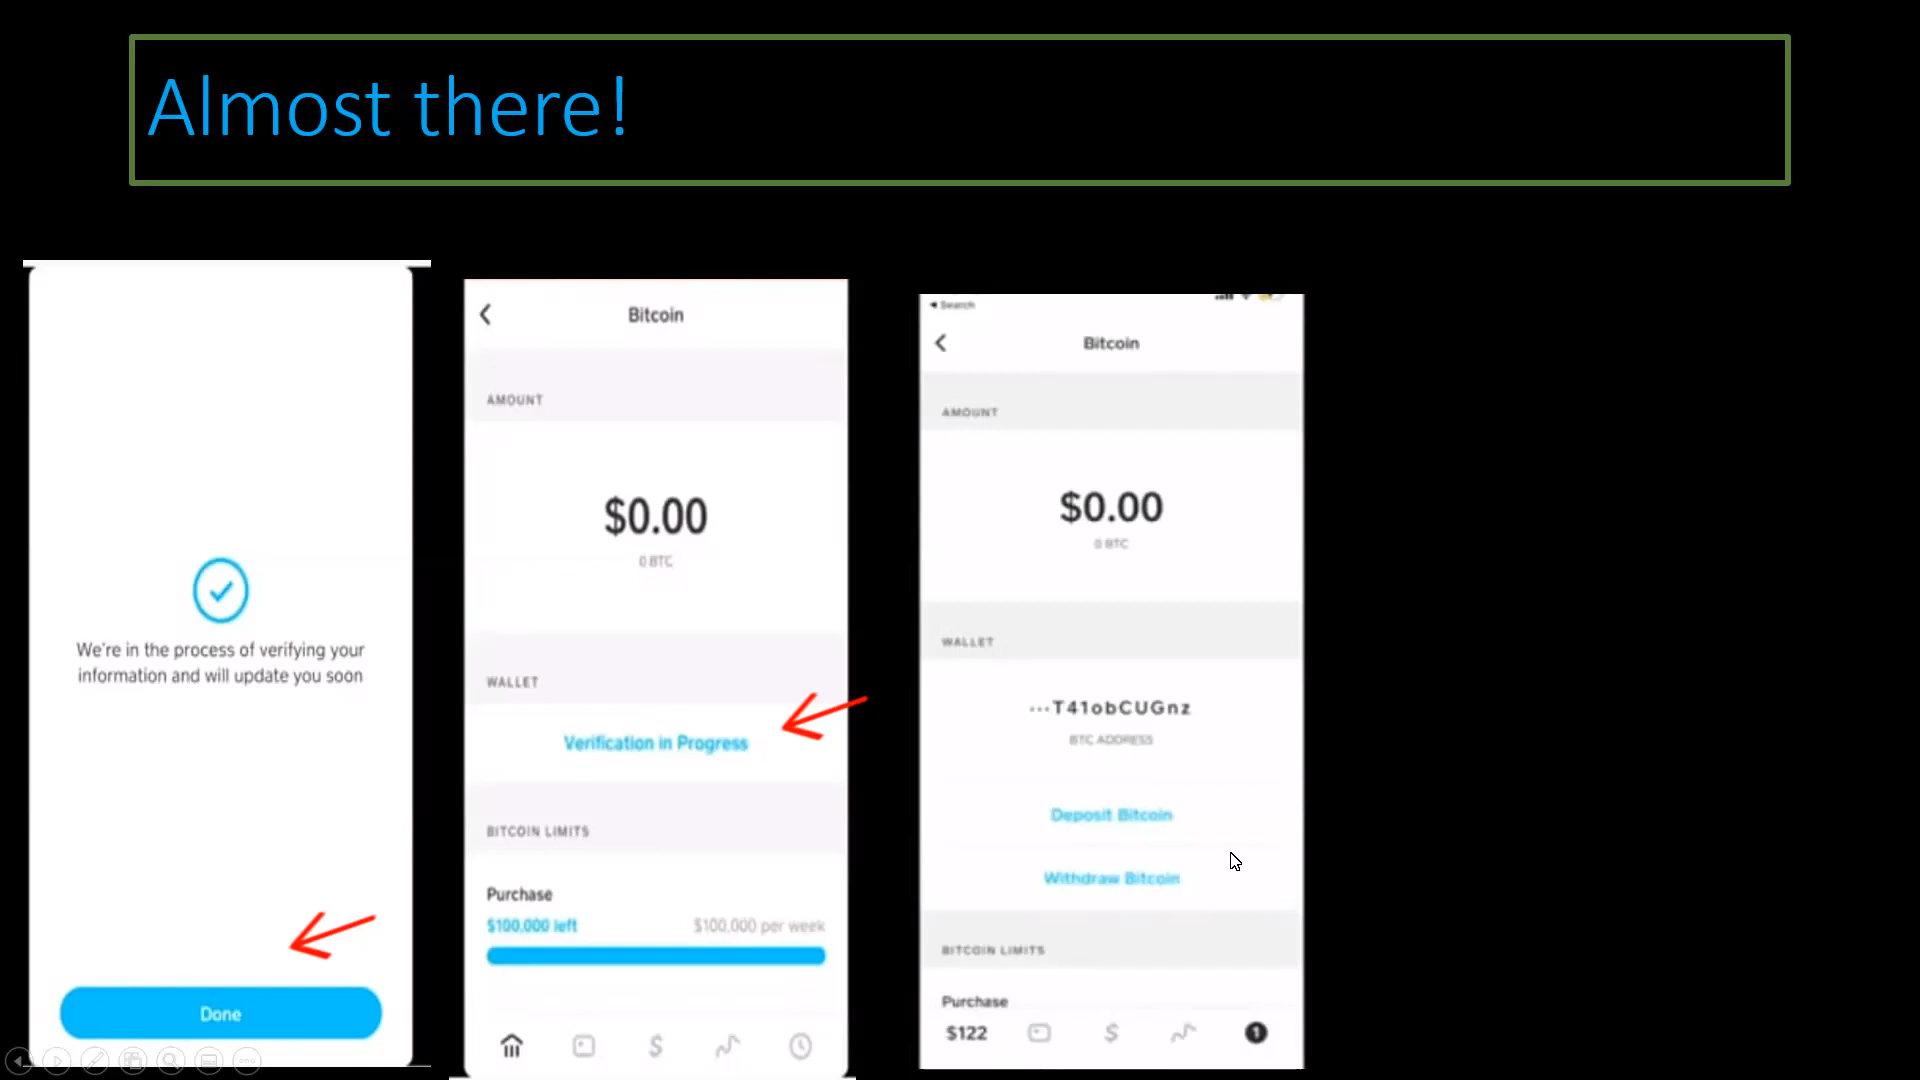 Almost there!
We're in the process of verifying your
information and will update you soon
Done
Bitcoin
AMOUNT
$0.00
0 BTC
WALLET
Verification in Progress
BITCOIN LIMITS
Purchase
$100,000 left
$100,000 per week
Search
Bitcoin
AMOUNT
$0.00
0 BTC
WALLET
···T41obCUGnz
BTC ADDRESS
Deposit Bitcoin
Withdraw Bitcoin
BITCOIN LIMITS
Purchase
$122
$
1